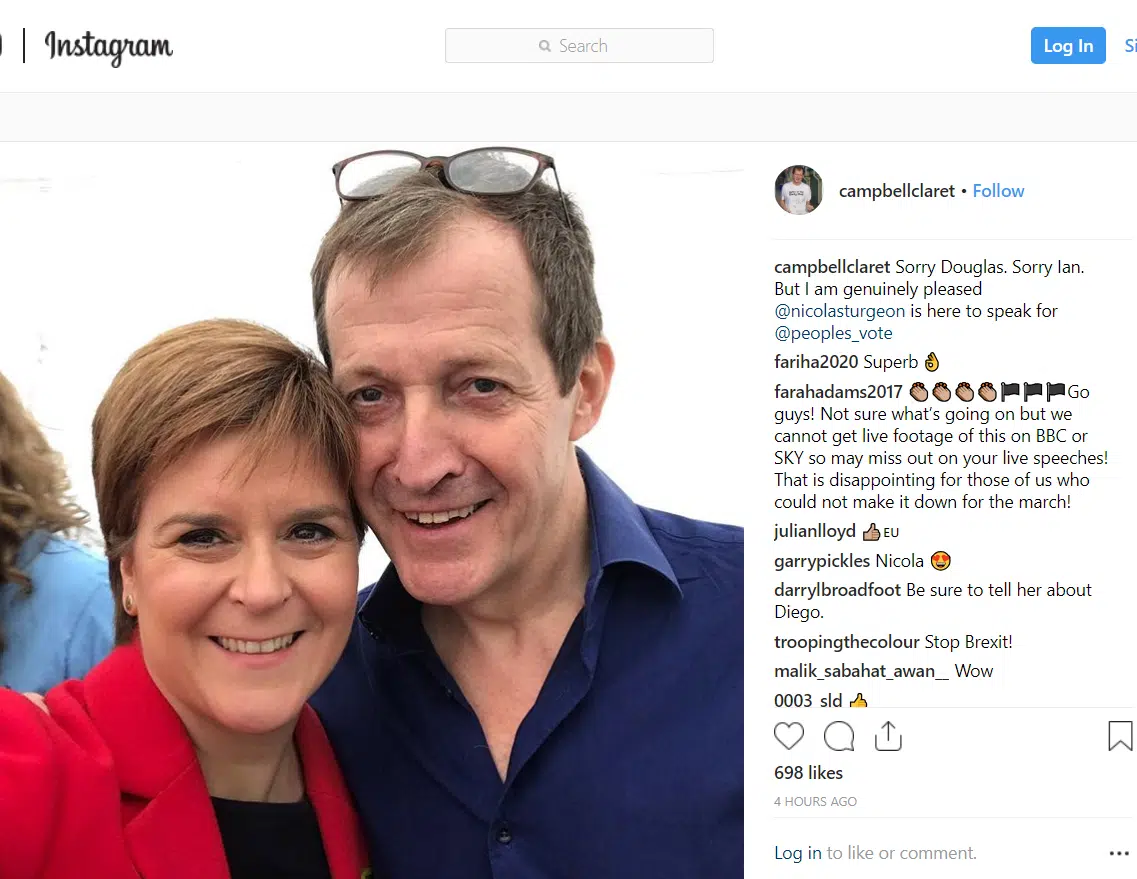 Instagram
Search
Log In
campbellclaret • Follow
campbellclaret Sorry Douglas. Sorry Ian.
But I am genuinely pleased
@nicolasturgeon is here to speak for
@peoples_vote
fariha2020 Superb 👌
farahadams2017 👏🏼👏🏼👏🏼👏🏼🏴🏴🏴Go
guys! Not sure what's going on but we
cannot get live footage of this on BBC or
SKY so may miss out on your live speeches!
That is disappointing for those of us who
could not make it down for the march!
julianlloyd 👍🏼EU
garrypickles Nicola 😍
darrylbroadfoot Be sure to tell her about
Diego.
troopingthecolour Stop Brexit!
malik_sabahat_awan__ Wow
0003_sld 👍
698 likes
4 HOURS AGO
Log in to like or comment.